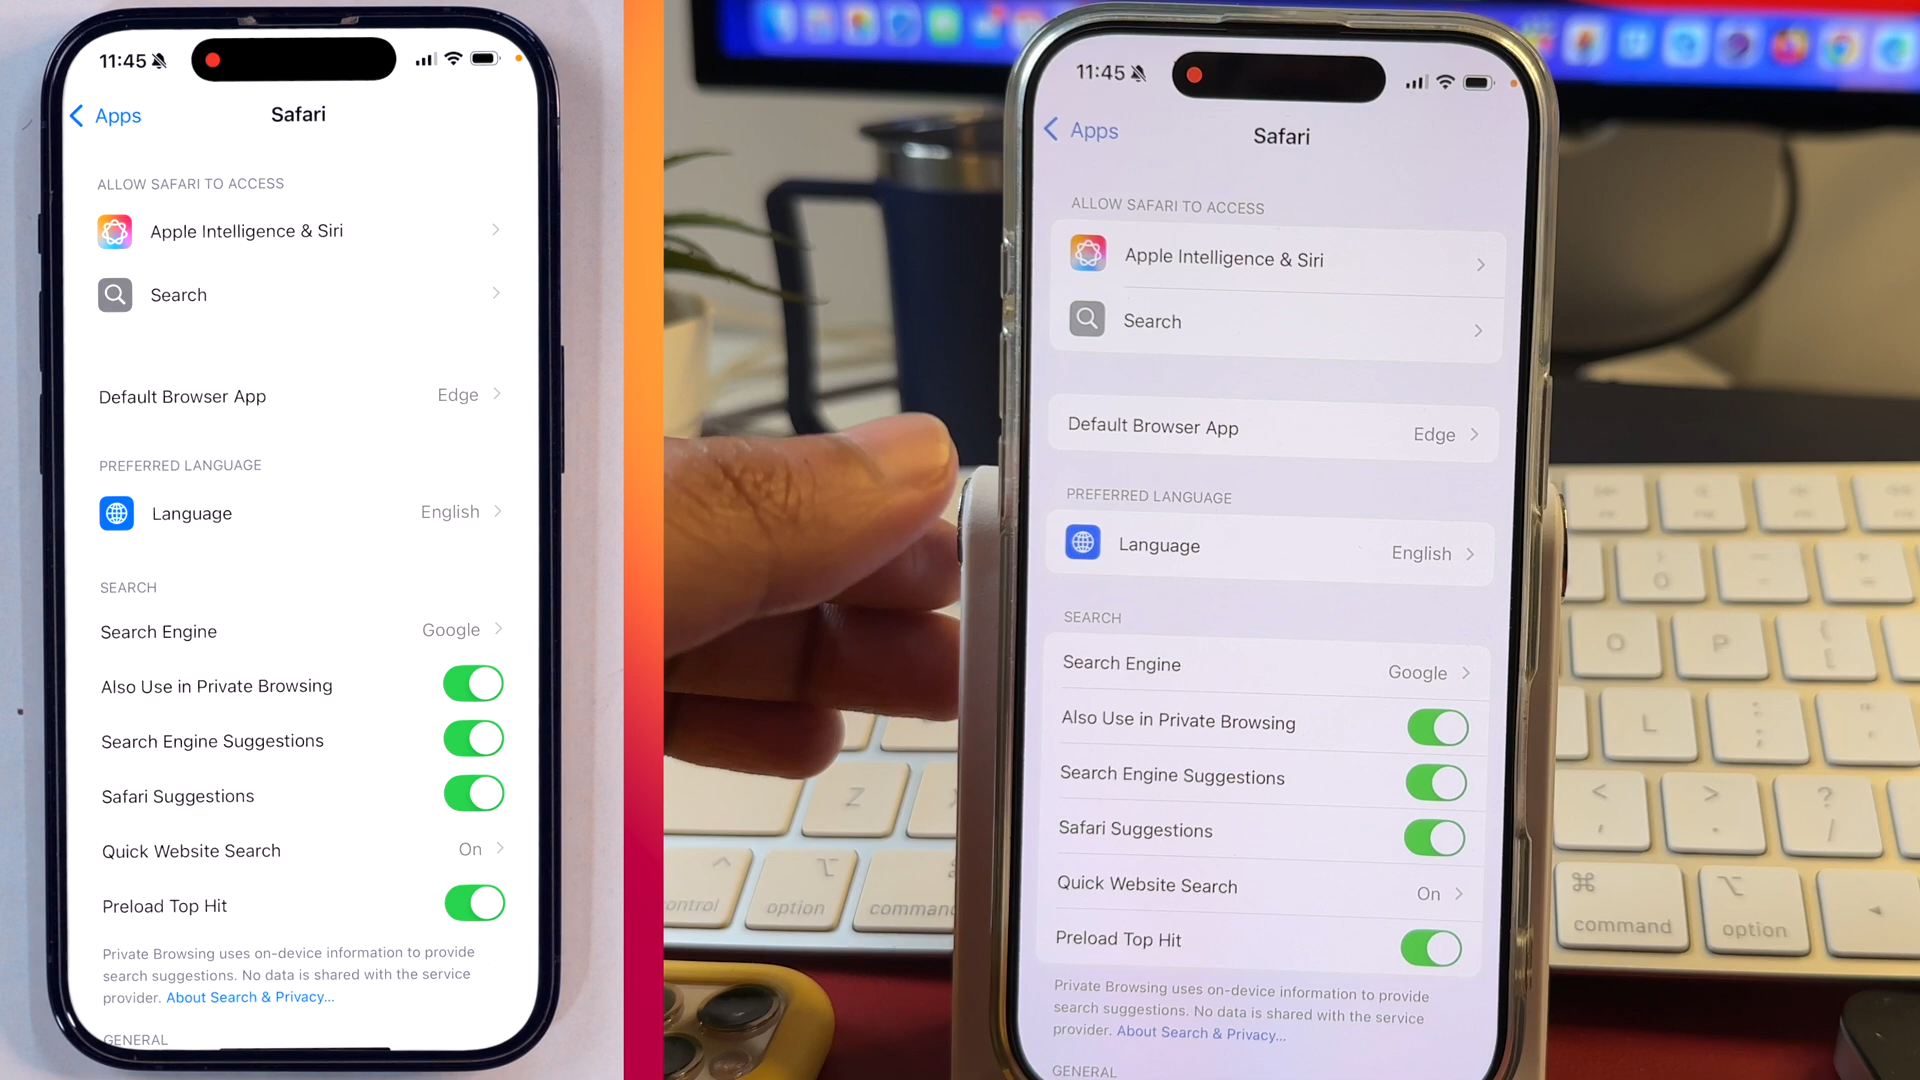 11:45
Apps
Safari
ALLOW SAFARI TO ACCESS
Apple Intelligence & Siri
Search
Default Browser App
Edge
PREFERRED LANGUAGE
Language
English
SEARCH
Search Engine
Google
Also Use in Private Browsing
Search Engine Suggestions
Safari Suggestions
Quick Website Search
On
Preload Top Hit
Private Browsing uses on-device information to provide
search suggestions. No data is shared with the service
provider. About Search & Privacy...
GENERAL
11:45
Apps
Safari
ALLOW SAFARI TO ACCESS
Apple Intelligence & Siri
Search
Default Browser App
Edge
PREFERRED LANGUAGE
Language
English
SEARCH
Search Engine
Google
Also Use in Private Browsing
Search Engine Suggestions
Safari Suggestions
Quick Website Search
On
Preload Top Hit
Private Browsing uses on-device information to provide
search suggestions. No data is shared with the service
provider. About Search & Privacy...
GENERAL
Z
option
O
P
L
command
option